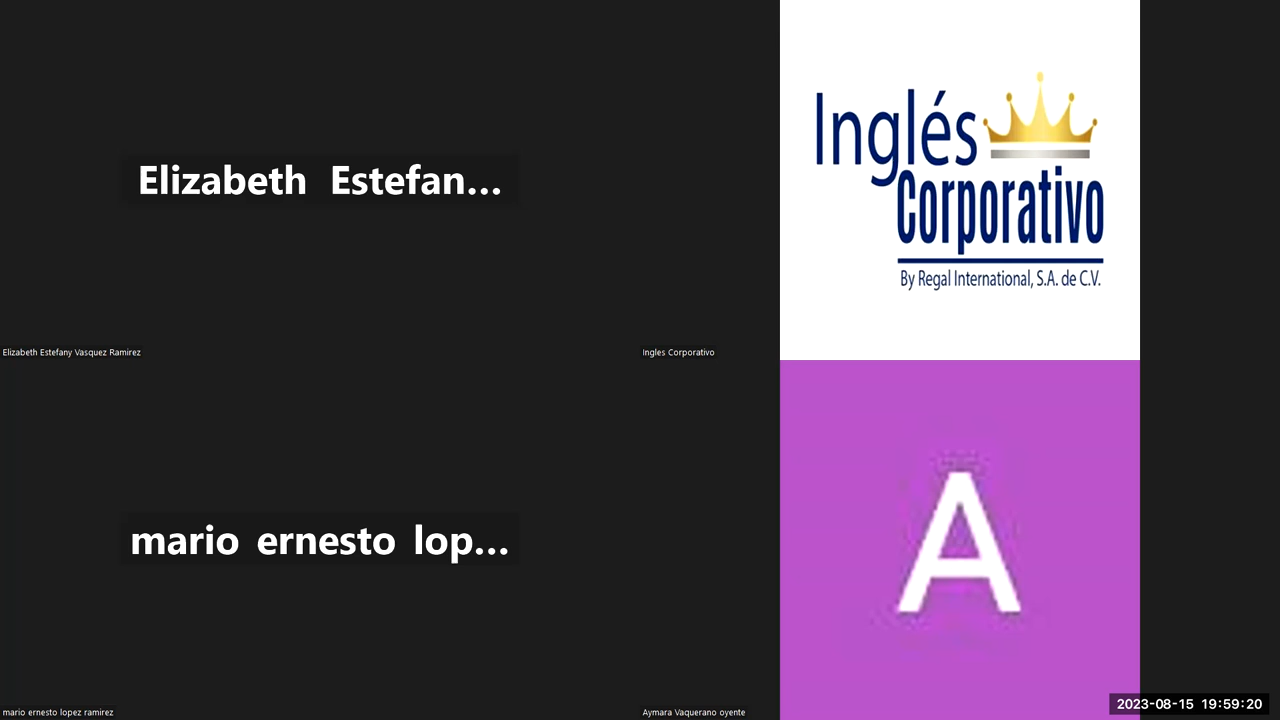 Elizabeth Estefan...
Elizabeth Estefany Vasquez Ramirez
Inglés
Corporativo
By Regal International, S.A. de C.V.
Ingles Corporativo
mario ernesto lop...
mario ernesto lopez ramirez
A
Aymara Vaquerano oyente
2023-08-15 19:59:20